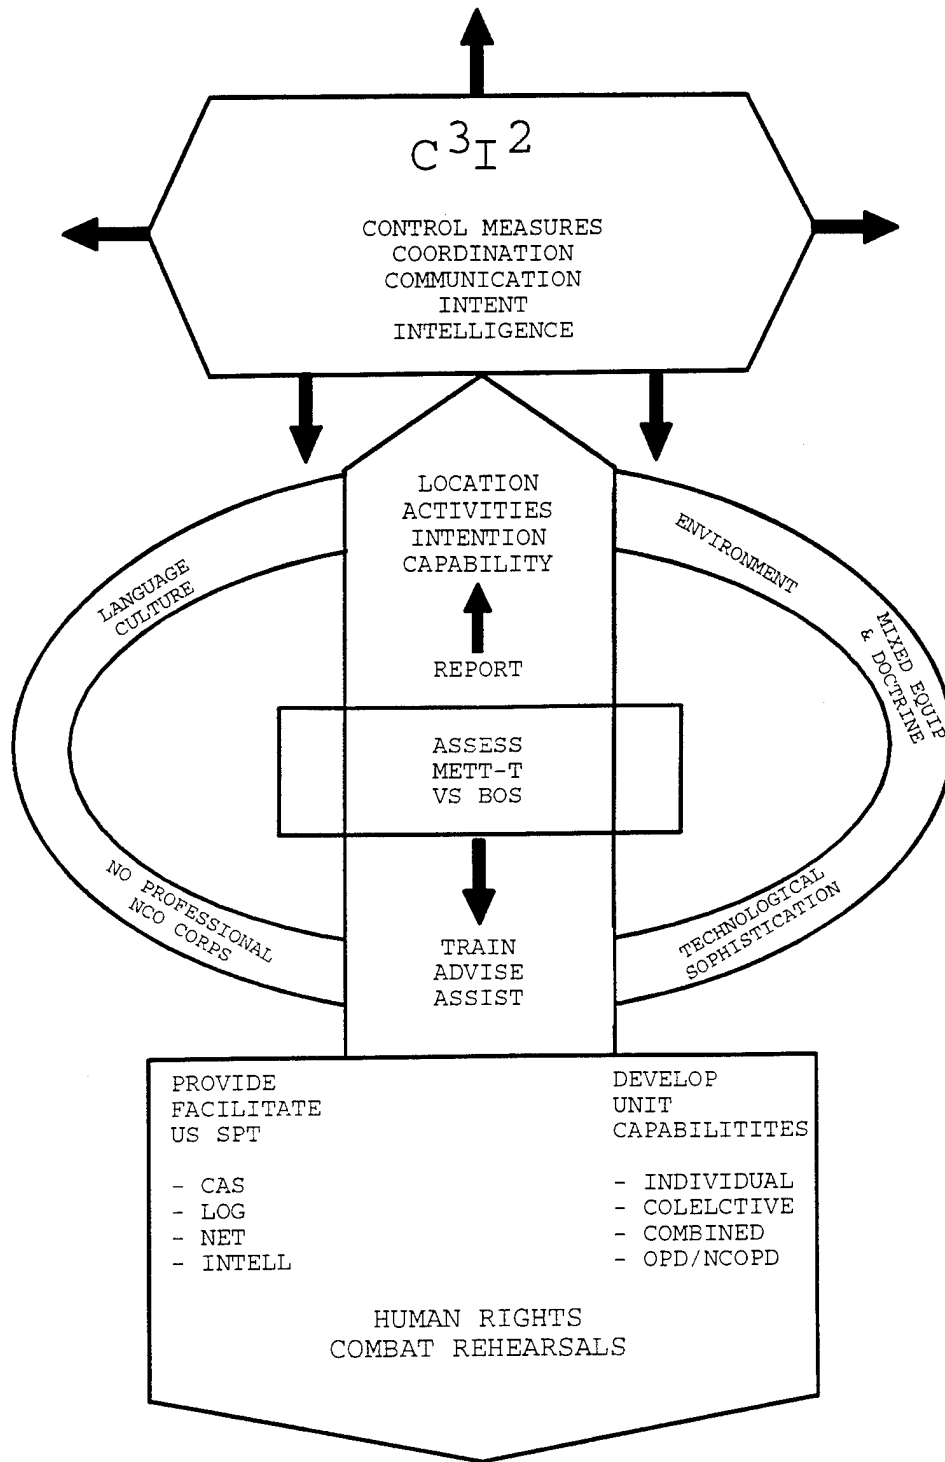 C³I²
CONTROL MEASURES
COORDINATION
COMMUNICATION
INTENT
INTELLIGENCE
LOCATION
ACTIVITIES
INTENTION
CAPABILITY
LANGUAGE
CULTURE
ENVIRONMENT
MIXED EQUIP
& DOCTRINE
REPORT
ASSESS
METT-T
VS BOS
NO PROFESSIONAL
NCO CORPS
TECHNOLOGICAL
SOPHISTICATION
TRAIN
ADVISE
ASSIST
PROVIDE
FACILITATE
US SPT
- CAS
- LOG
- NET
- INTELL
DEVELOP
UNIT
CAPABILITITES
- INDIVIDUAL
- COLELCTIVE
- COMBINED
- OPD/NCOPD
HUMAN RIGHTS
COMBAT REHEARSALS